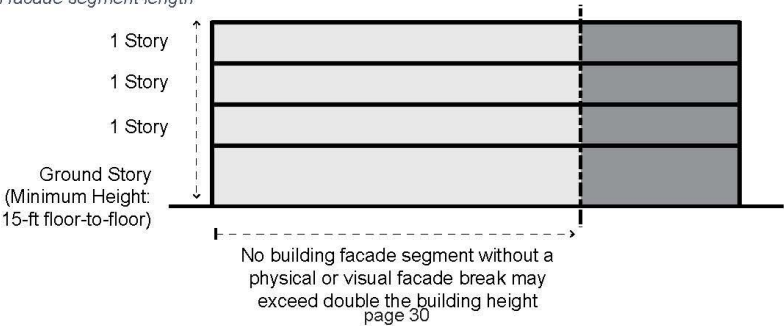 facade segment length
1 Story
1 Story
1 Story
Ground Story
(Minimum Height:
15-ft floor-to-floor)
No building facade segment without a
physical or visual facade break may
exceed double the building height
page 30